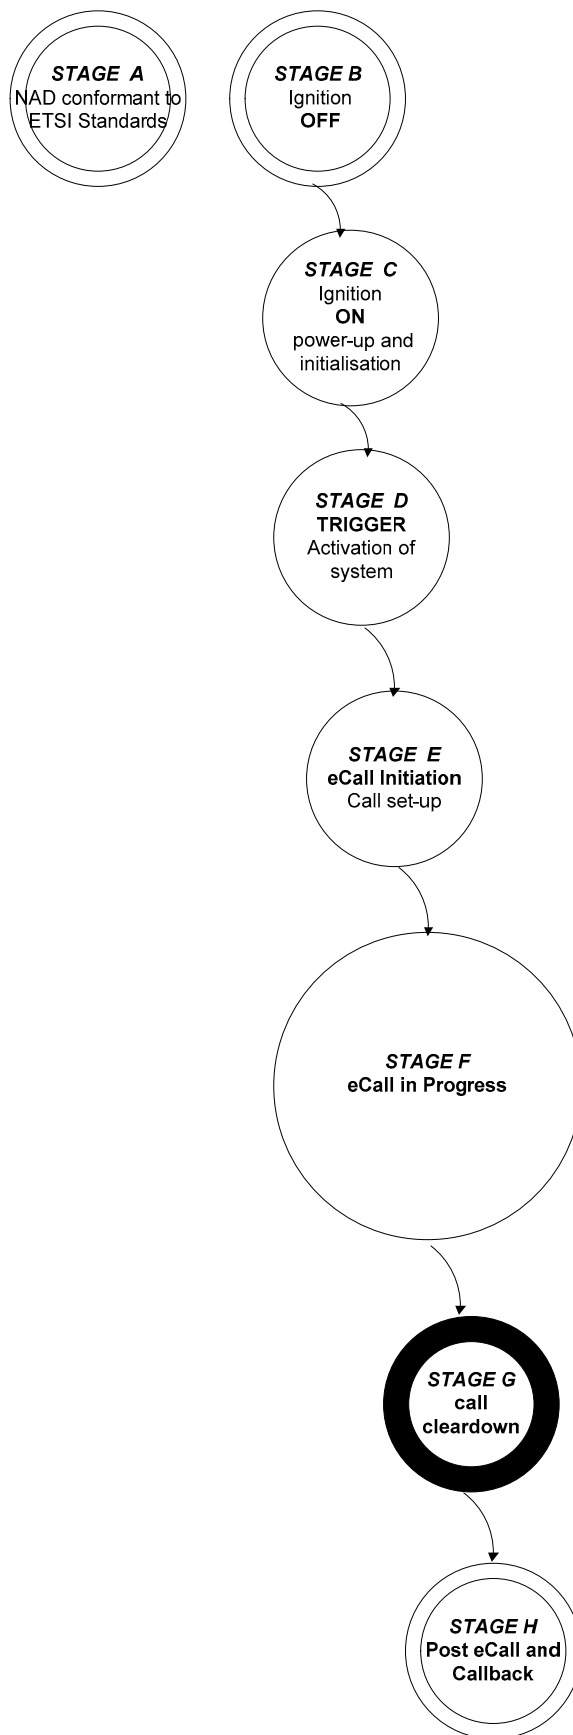 STAGE A
NAD conformant to
ETSI Standards
STAGE B
Ignition
OFF
STAGE C
Ignition
ON
power-up and
initialisation
STAGE D
TRIGGER
Activation of
system
STAGE E
eCall Initiation
Call set-up
STAGE F
eCall in Progress
STAGE G
call
cleardown
STAGE H
Post eCall and
Callback